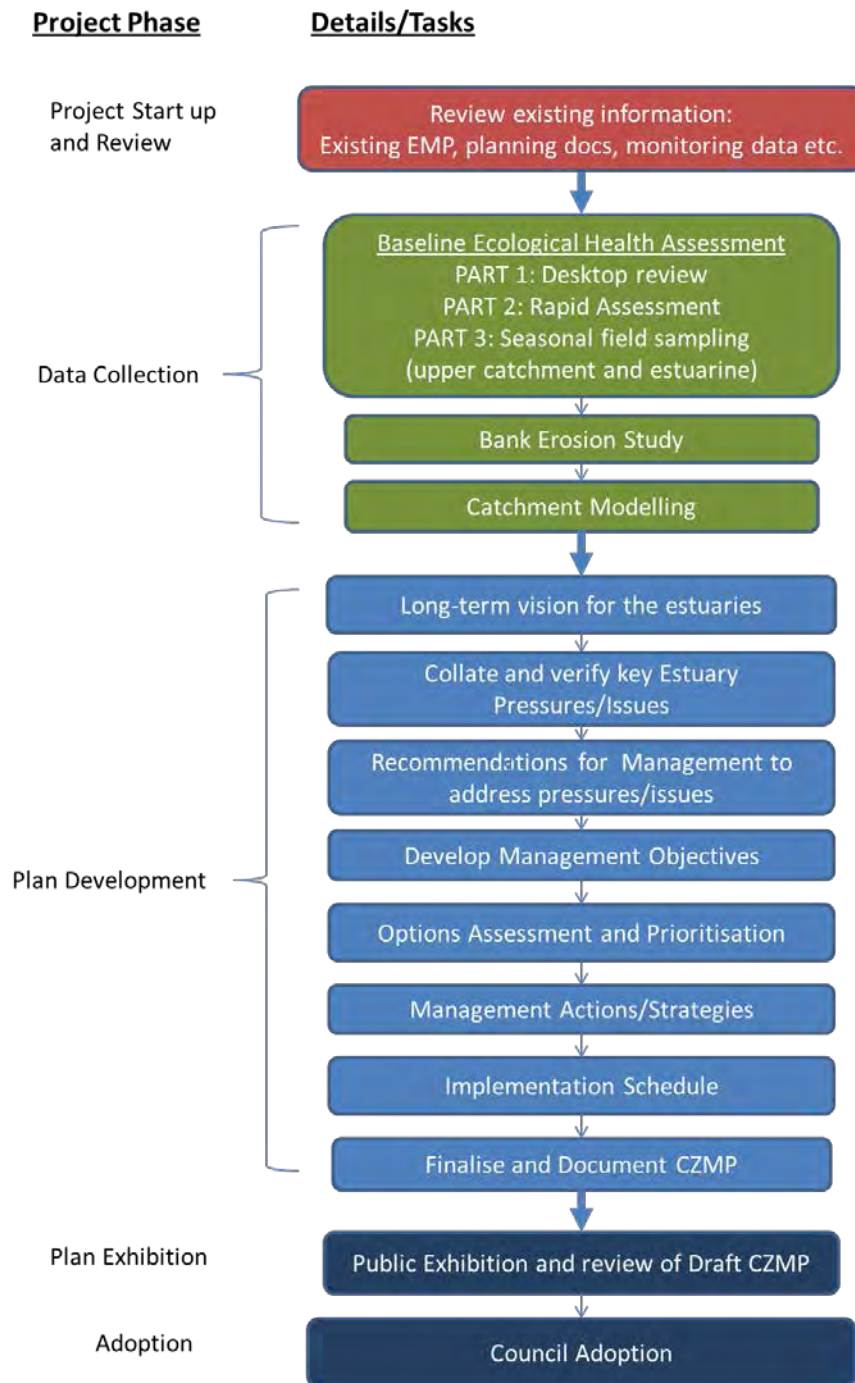 Project Phase
Details/Tasks
Project Start up
and Review
Review existing information:
Existing EMP, planning docs, monitoring data etc.
Data Collection
Baseline Ecological Health Assessment
PART 1: Desktop review
PART 2: Rapid Assessment
PART 3: Seasonal field sampling
(upper catchment and estuarine)
Bank Erosion Study
Catchment Modelling
Plan Development
Long-term vision for the estuaries
Collate and verify key Estuary
Pressures/Issues
Recommendations for Management to
address pressures/issues
Develop Management Objectives
Options Assessment and Prioritisation
Management Actions/Strategies
Implementation Schedule
Finalise and Document CZMP
Plan Exhibition
Public Exhibition and review of Draft CZMP
Adoption
Council Adoption